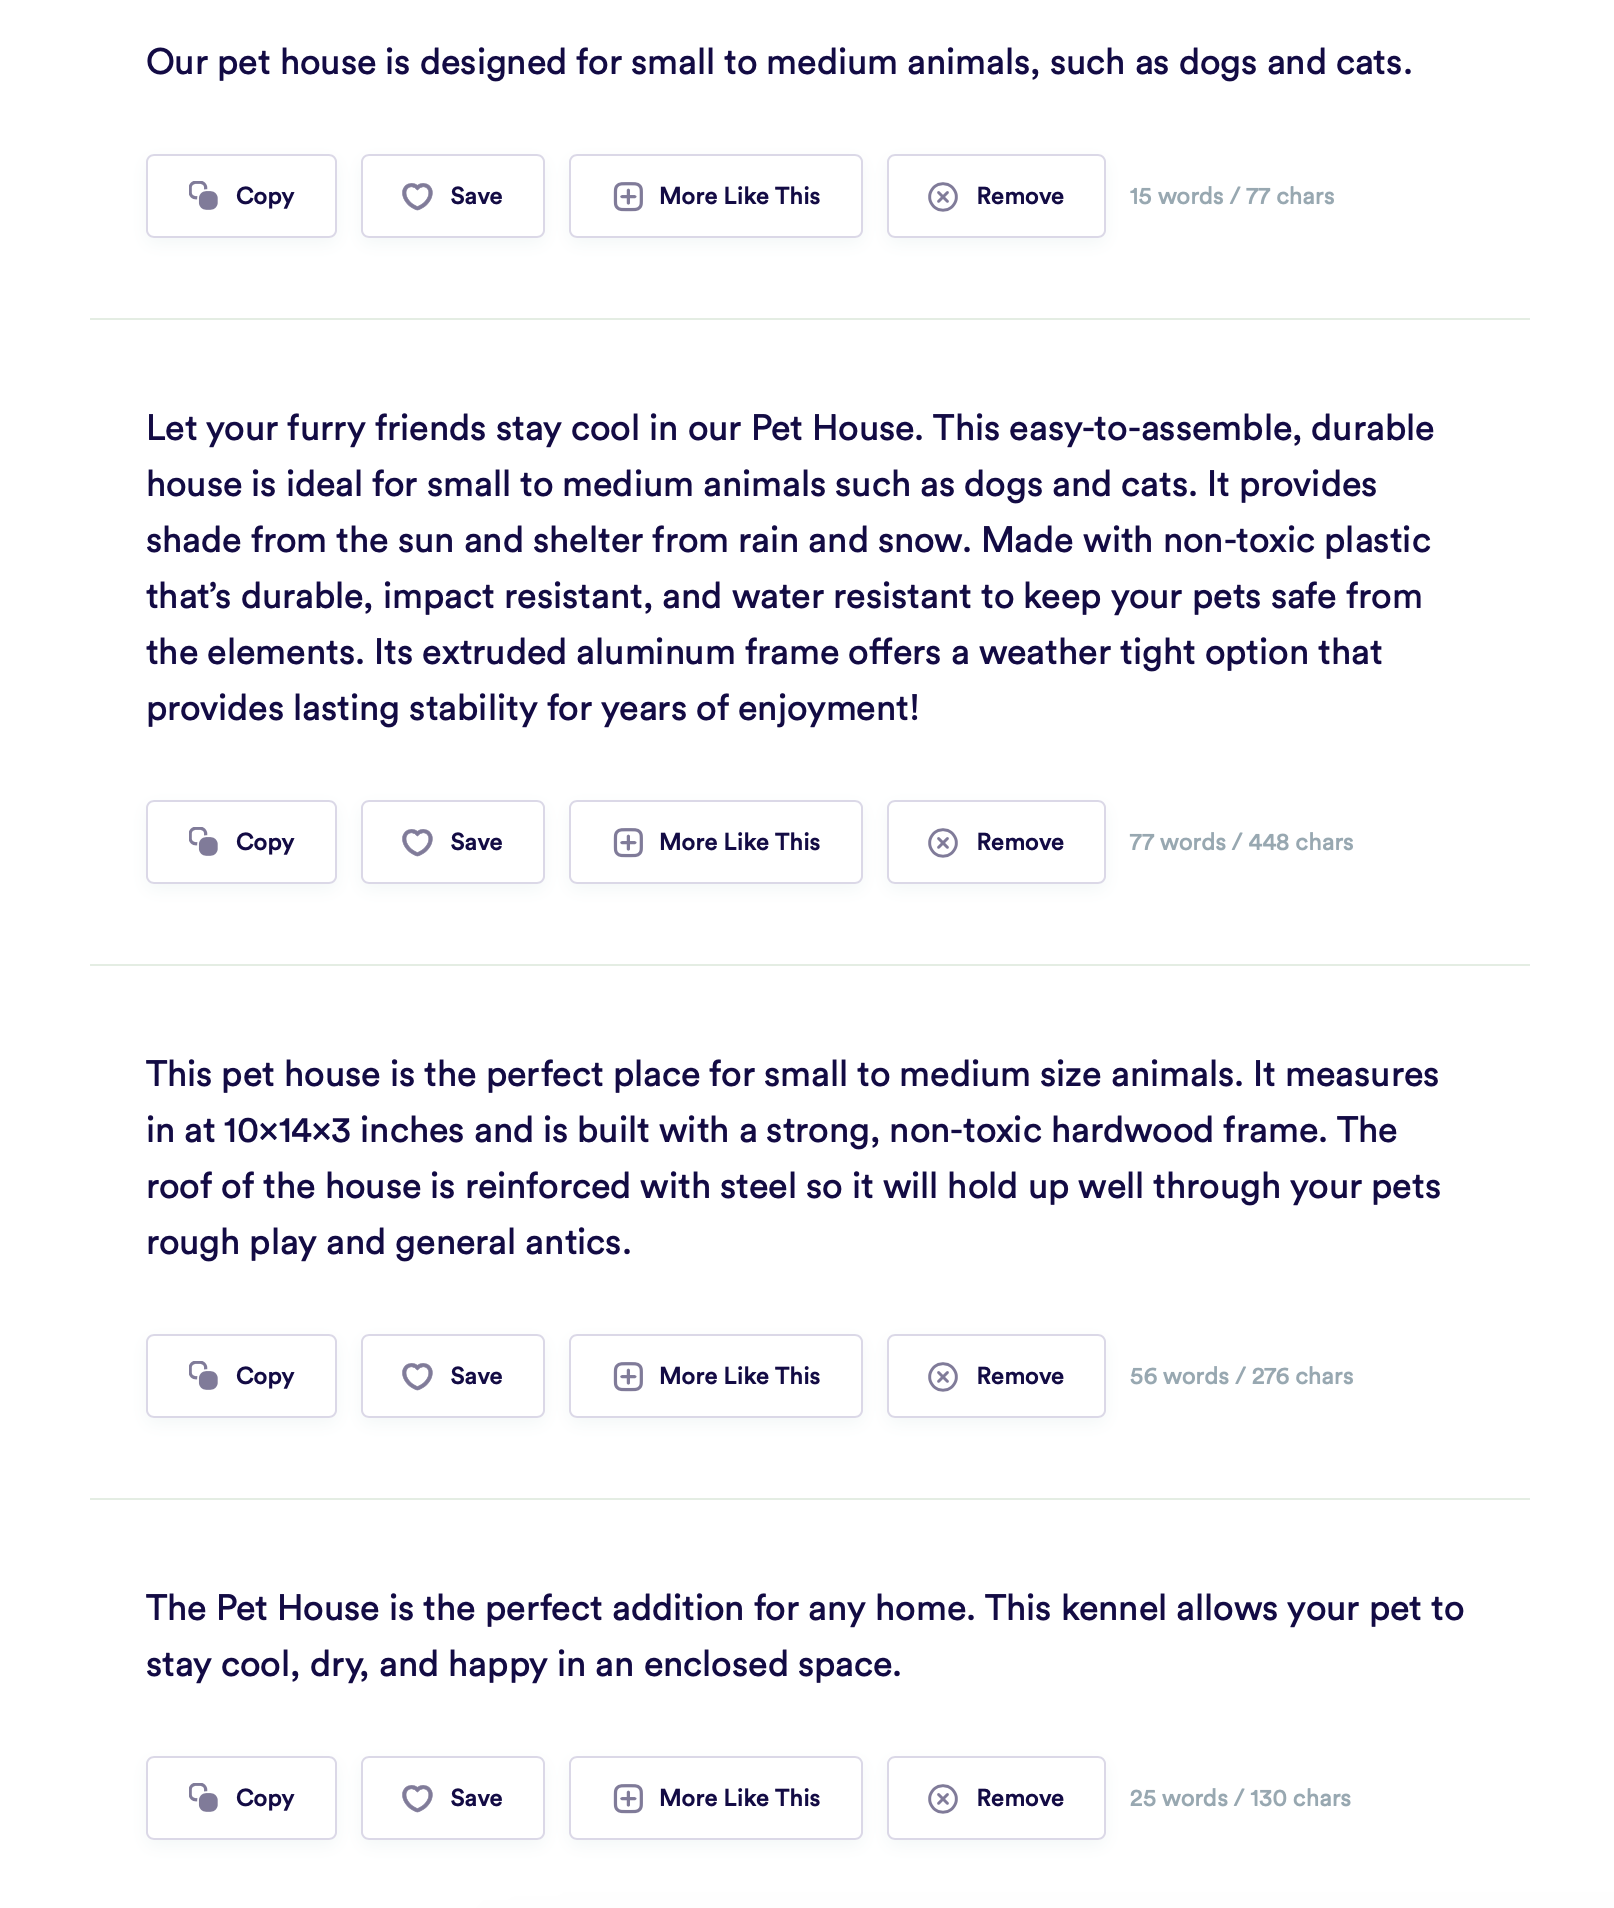 Our pet house is designed for small to medium animals, such as dogs and cats.
Copy Save More Like This Remove 15 words / 77 chars
Let your furry friends stay cool in our Pet House. This easy-to-assemble, durable
house is ideal for small to medium animals such as dogs and cats. It provides
shade from the sun and shelter from rain and snow. Made with non-toxic plastic
that’s durable, impact resistant, and water resistant to keep your pets safe from
the elements. Its extruded aluminum frame offers a weather tight option that
provides lasting stability for years of enjoyment!
Copy Save More Like This Remove 77 words / 448 chars
This pet house is the perfect place for small to medium size animals. It measures
in at 10×14×3 inches and is built with a strong, non-toxic hardwood frame. The
roof of the house is reinforced with steel so it will hold up well through your pets
rough play and general antics.
Copy Save More Like This Remove 56 words / 276 chars
The Pet House is the perfect addition for any home. This kennel allows your pet to
stay cool, dry, and happy in an enclosed space.
Copy Save More Like This Remove 25 words / 130 chars